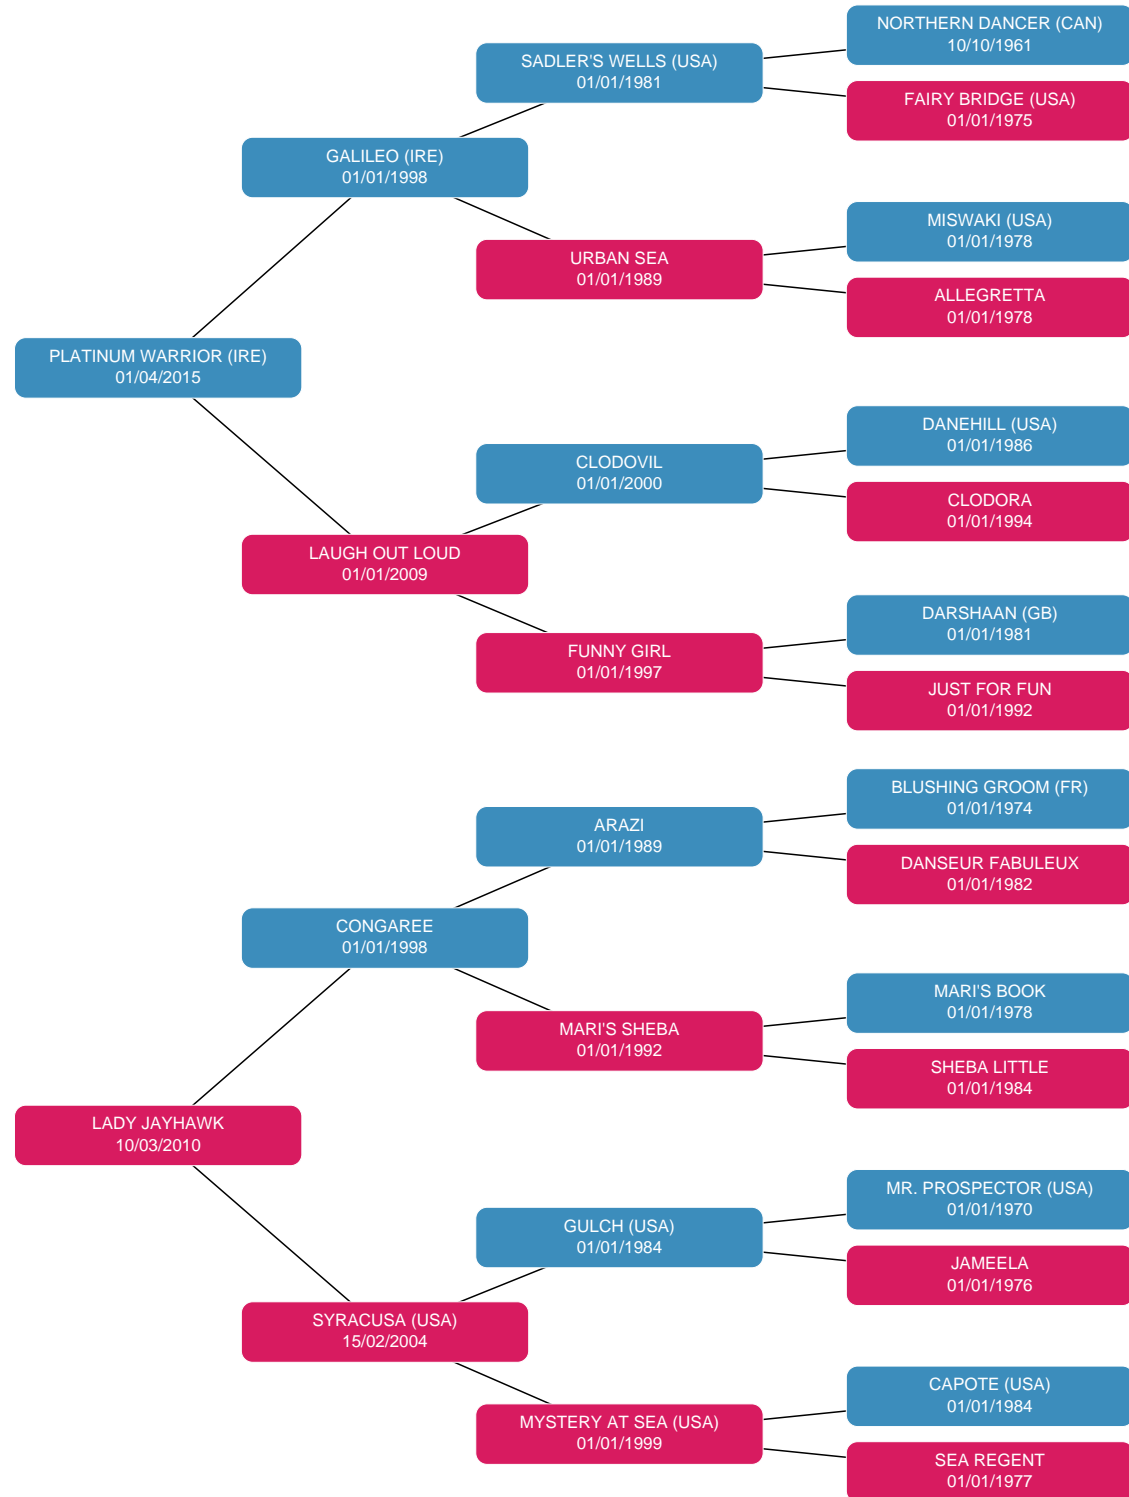 NORTHERN DANCER (CAN)
10/10/1961
SADLER'S WELLS (USA)
01/01/1981
FAIRY BRIDGE (USA)
01/01/1975
GALILEO (IRE)
01/01/1998
MISWAKI (USA)
01/01/1978
URBAN SEA
01/01/1989
ALLEGRETTA
01/01/1978
PLATINUM WARRIOR (IRE)
01/04/2015
DANEHILL (USA)
01/01/1986
CLODOVIL
01/01/2000
CLODORA
01/01/1994
LAUGH OUT LOUD
01/01/2009
DARSHAAN (GB)
01/01/1981
FUNNY GIRL
01/01/1997
JUST FOR FUN
01/01/1992
BLUSHING GROOM (FR)
01/01/1974
ARAZI
01/01/1989
DANSEUR FABULEUX
01/01/1982
CONGAREE
01/01/1998
MARI'S BOOK
01/01/1978
MARI'S SHEBA
01/01/1992
SHEBA LITTLE
01/01/1984
LADY JAYHAWK
10/03/2010
MR. PROSPECTOR (USA)
01/01/1970
GULCH (USA)
01/01/1984
JAMEELA
01/01/1976
SYRACUSA (USA)
15/02/2004
CAPOTE (USA)
01/01/1984
MYSTERY AT SEA (USA)
01/01/1999
SEA REGENT
01/01/1977